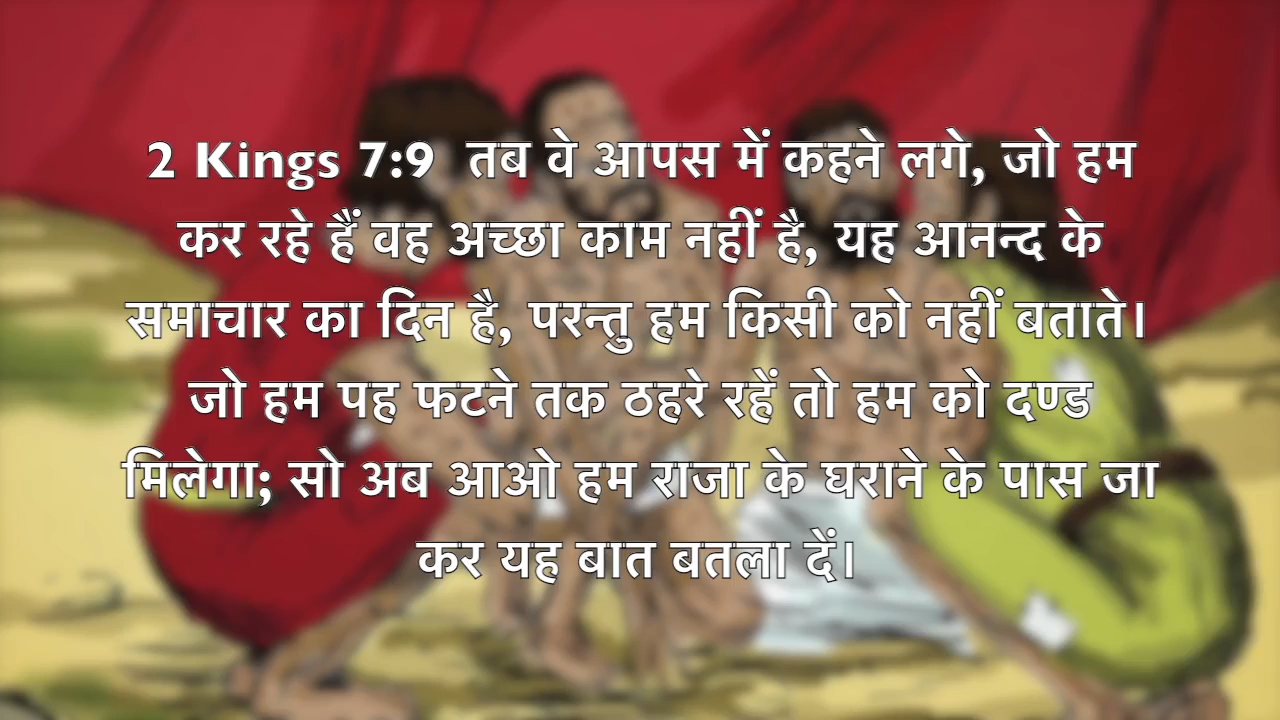 2 Kings 7:9 तब वे आपस में कहने लगे, जो हम
कर रहे हैं वह अच्छा काम नहीं है, यह आनन्द के
समाचार का दिन है, परन्तु हम किसी को नहीं बताते।
जो हम पह फटने तक ठहरे रहें तो हम को दण्ड
मिलेगा; सो अब आओ हम राजा के घराने के पास जा
कर यह बात बतला दें।